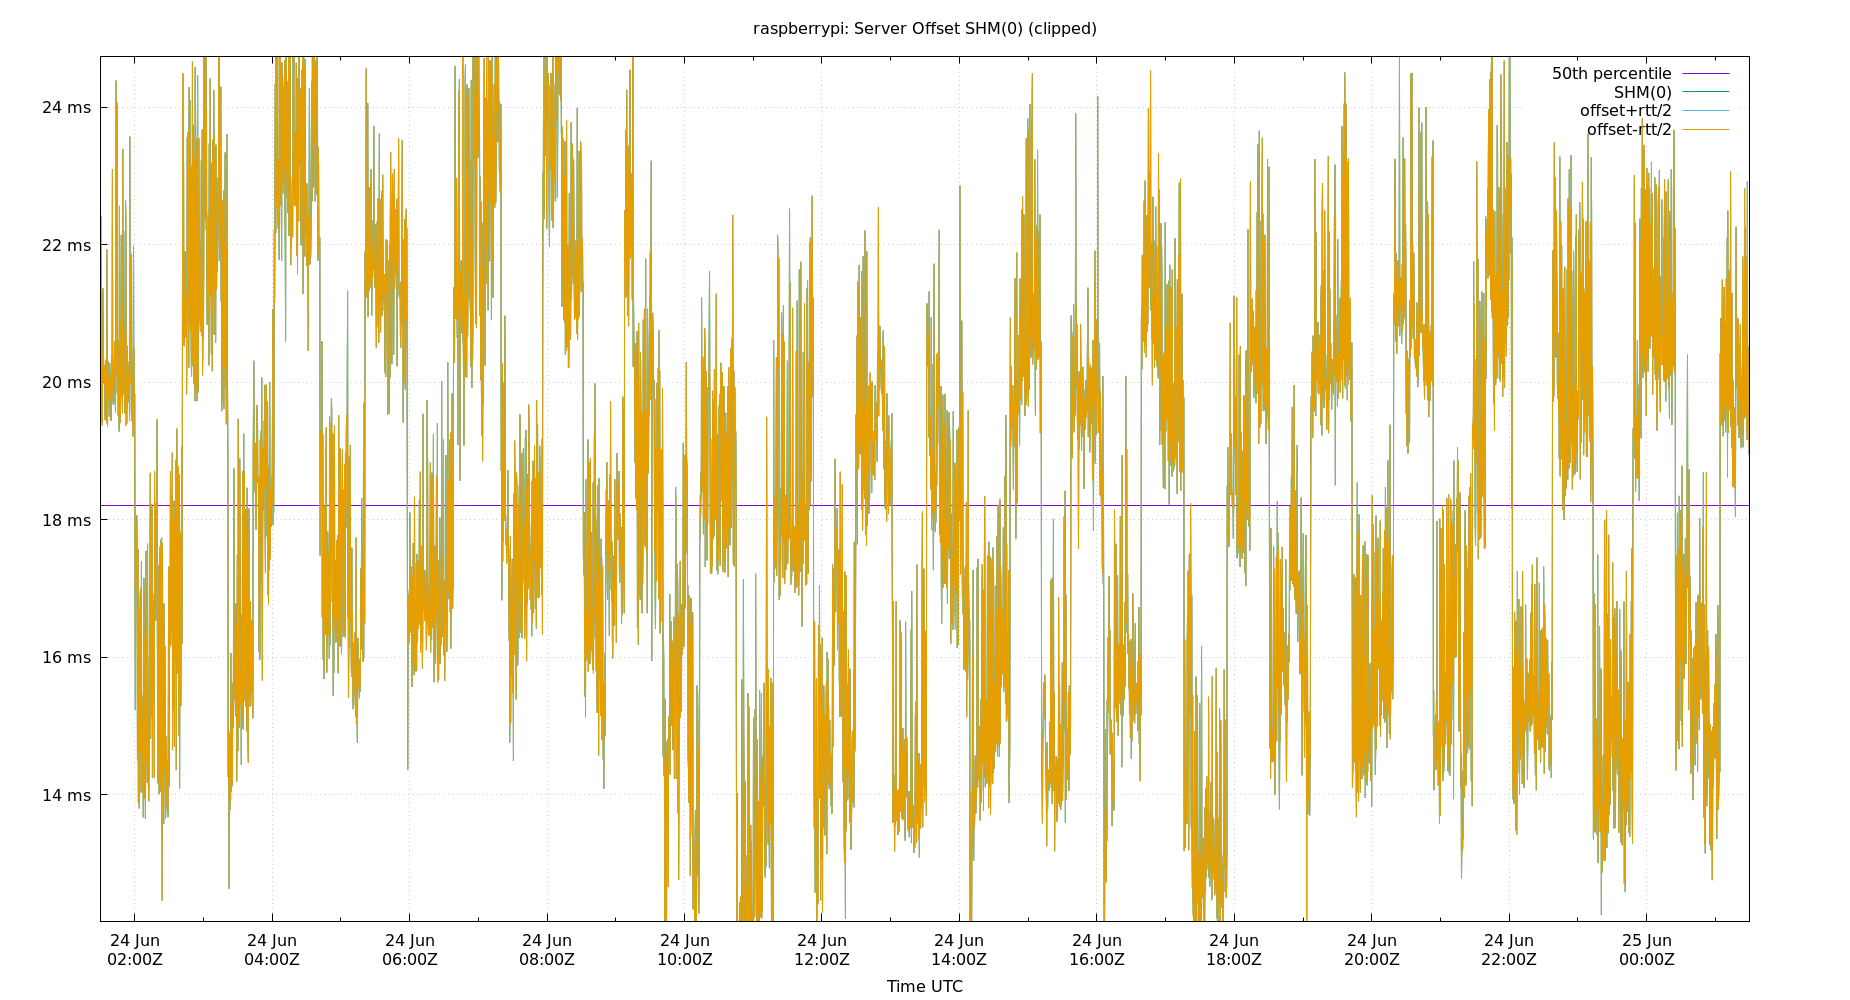 raspberrypi: Server Offset SHM(0) (clipped)
50th percentile
SHM(0)
offset+rtt/2
offset-rtt/2
24 ms
22 ms
20 ms
18 ms
16 ms
14 ms
24 Jun 24 Jun 24 Jun 24 Jun 24 Jun 24 Jun 24 Jun 24 Jun 24 Jun 24 Jun 24 Jun 25 Jun
02:00Z 04:00Z 06:00Z 08:00Z 10:00Z 12:00Z 14:00Z 16:00Z 18:00Z 20:00Z 22:00Z 00:00Z
Time UTC